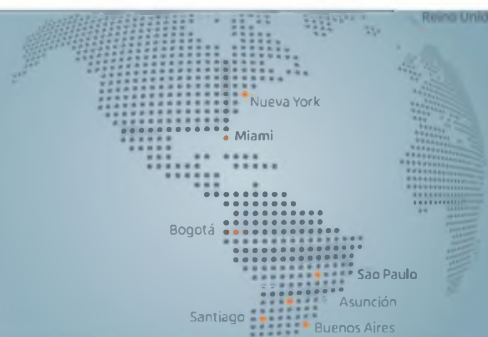 Reino Unido
Nueva York
Miami
Bogotá
Sao Paulo
Asunción
Santiago
Buenos Aires